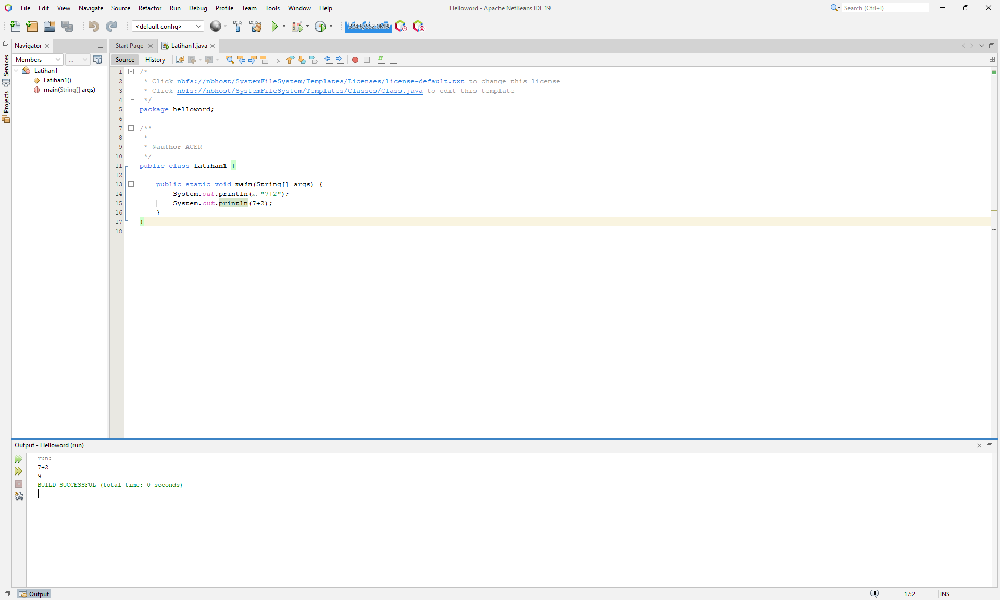 File Edit View Navigate Source Refactor Run Debug Profile Team Tools Window Help
Helloword - Apache NetBeans IDE 19
Search (Ctrl+I)
<default config>
324.8/552.0MB
Services
Projects
Navigator
Members
...
Latihan1
Latihan1()
main(String[] args)
Start Page
Latihan1.java
Source History
1 /*
2 * Click nbfs://nbhost/SystemFileSystem/Templates/Licenses/license-default.txt to change this license
3 * Click nbfs://nbhost/SystemFileSystem/Templates/Classes/Class.java to edit this template
4 */
5 package helloword;
6
7 /**
8 *
9 * @author ACER
10 */
11 public class Latihan1 {
12
13 public static void main(String[] args) {
14 System.out.println(x: "7+2");
15 System.out.println(7+2);
16 }
17 }
18
Output - Helloword (run)
run:
7+2
9
BUILD SUCCESSFUL (total time: 0 seconds)
Output
1
17:2
INS